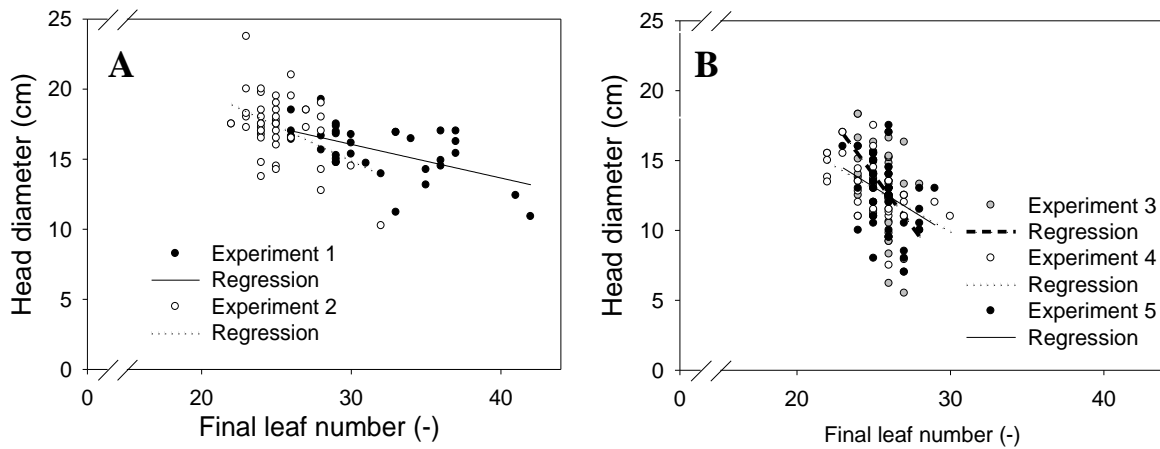 A
Head diameter (cm)
25
20
15
10
5
0
Experiment 1
Regression
Experiment 2
Regression
0
20
30
40
Final leaf number (-)
B
Head diameter (cm)
25
20
15
10
5
0
Experiment 3
Regression
Experiment 4
Regression
Experiment 5
Regression
0
20
30
40
Final leaf number (-)